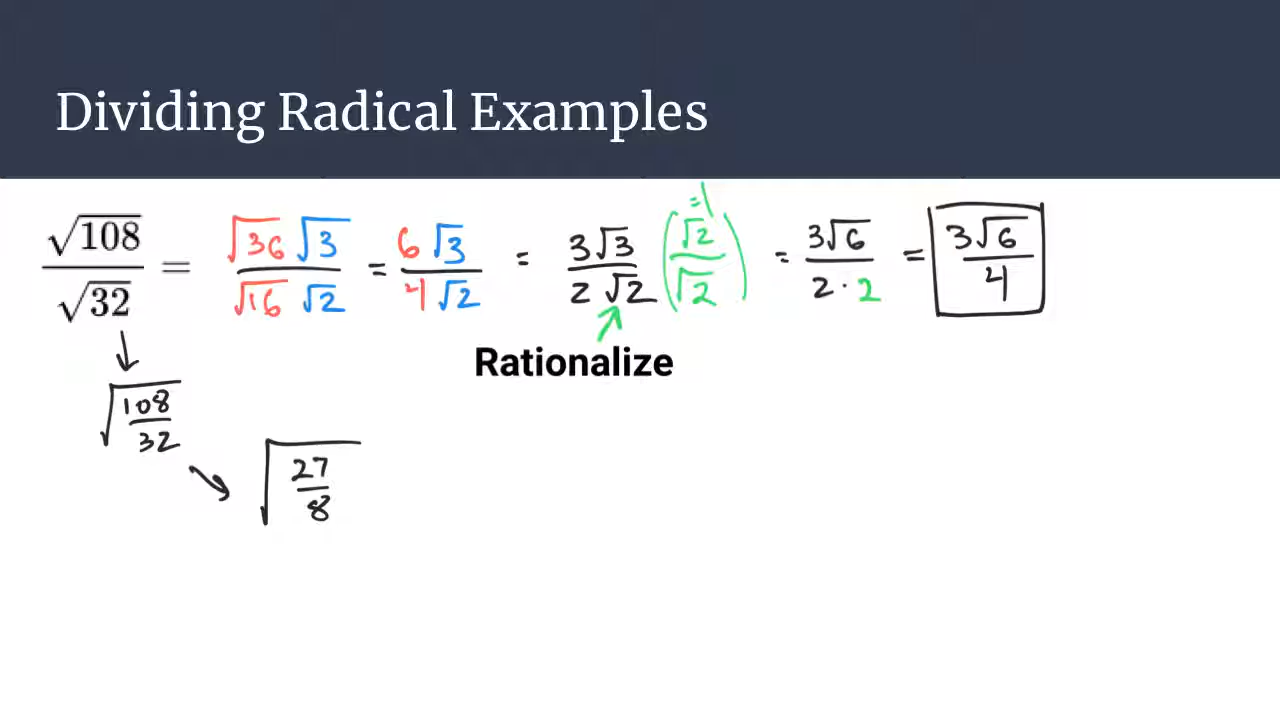 Dividing Radical Examples
√108/√32 = √36 √3/√16 √2 = 6 √3/4 √2 = 3√3/2 √2 (√2/√2) =1 = 3√6/2 · 2 = 3√6/4
Rationalize
√108/32
√27/8